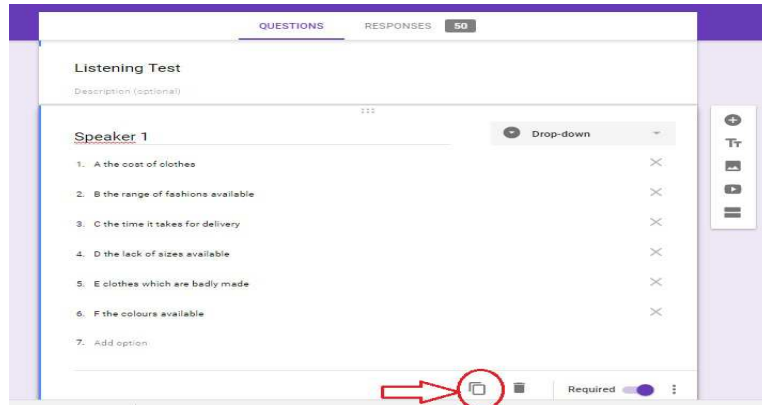 QUESTIONS RESPONSES 50
Listening Test
Description (optional)
Speaker 1 Drop-down
1. A the cost of clothes
2. B the range of fashions available
3. C the time it takes for delivery
4. D the lack of sizes available
5. E clothes which are badly made
6. F the colours available
7. Add option
Required
Tт